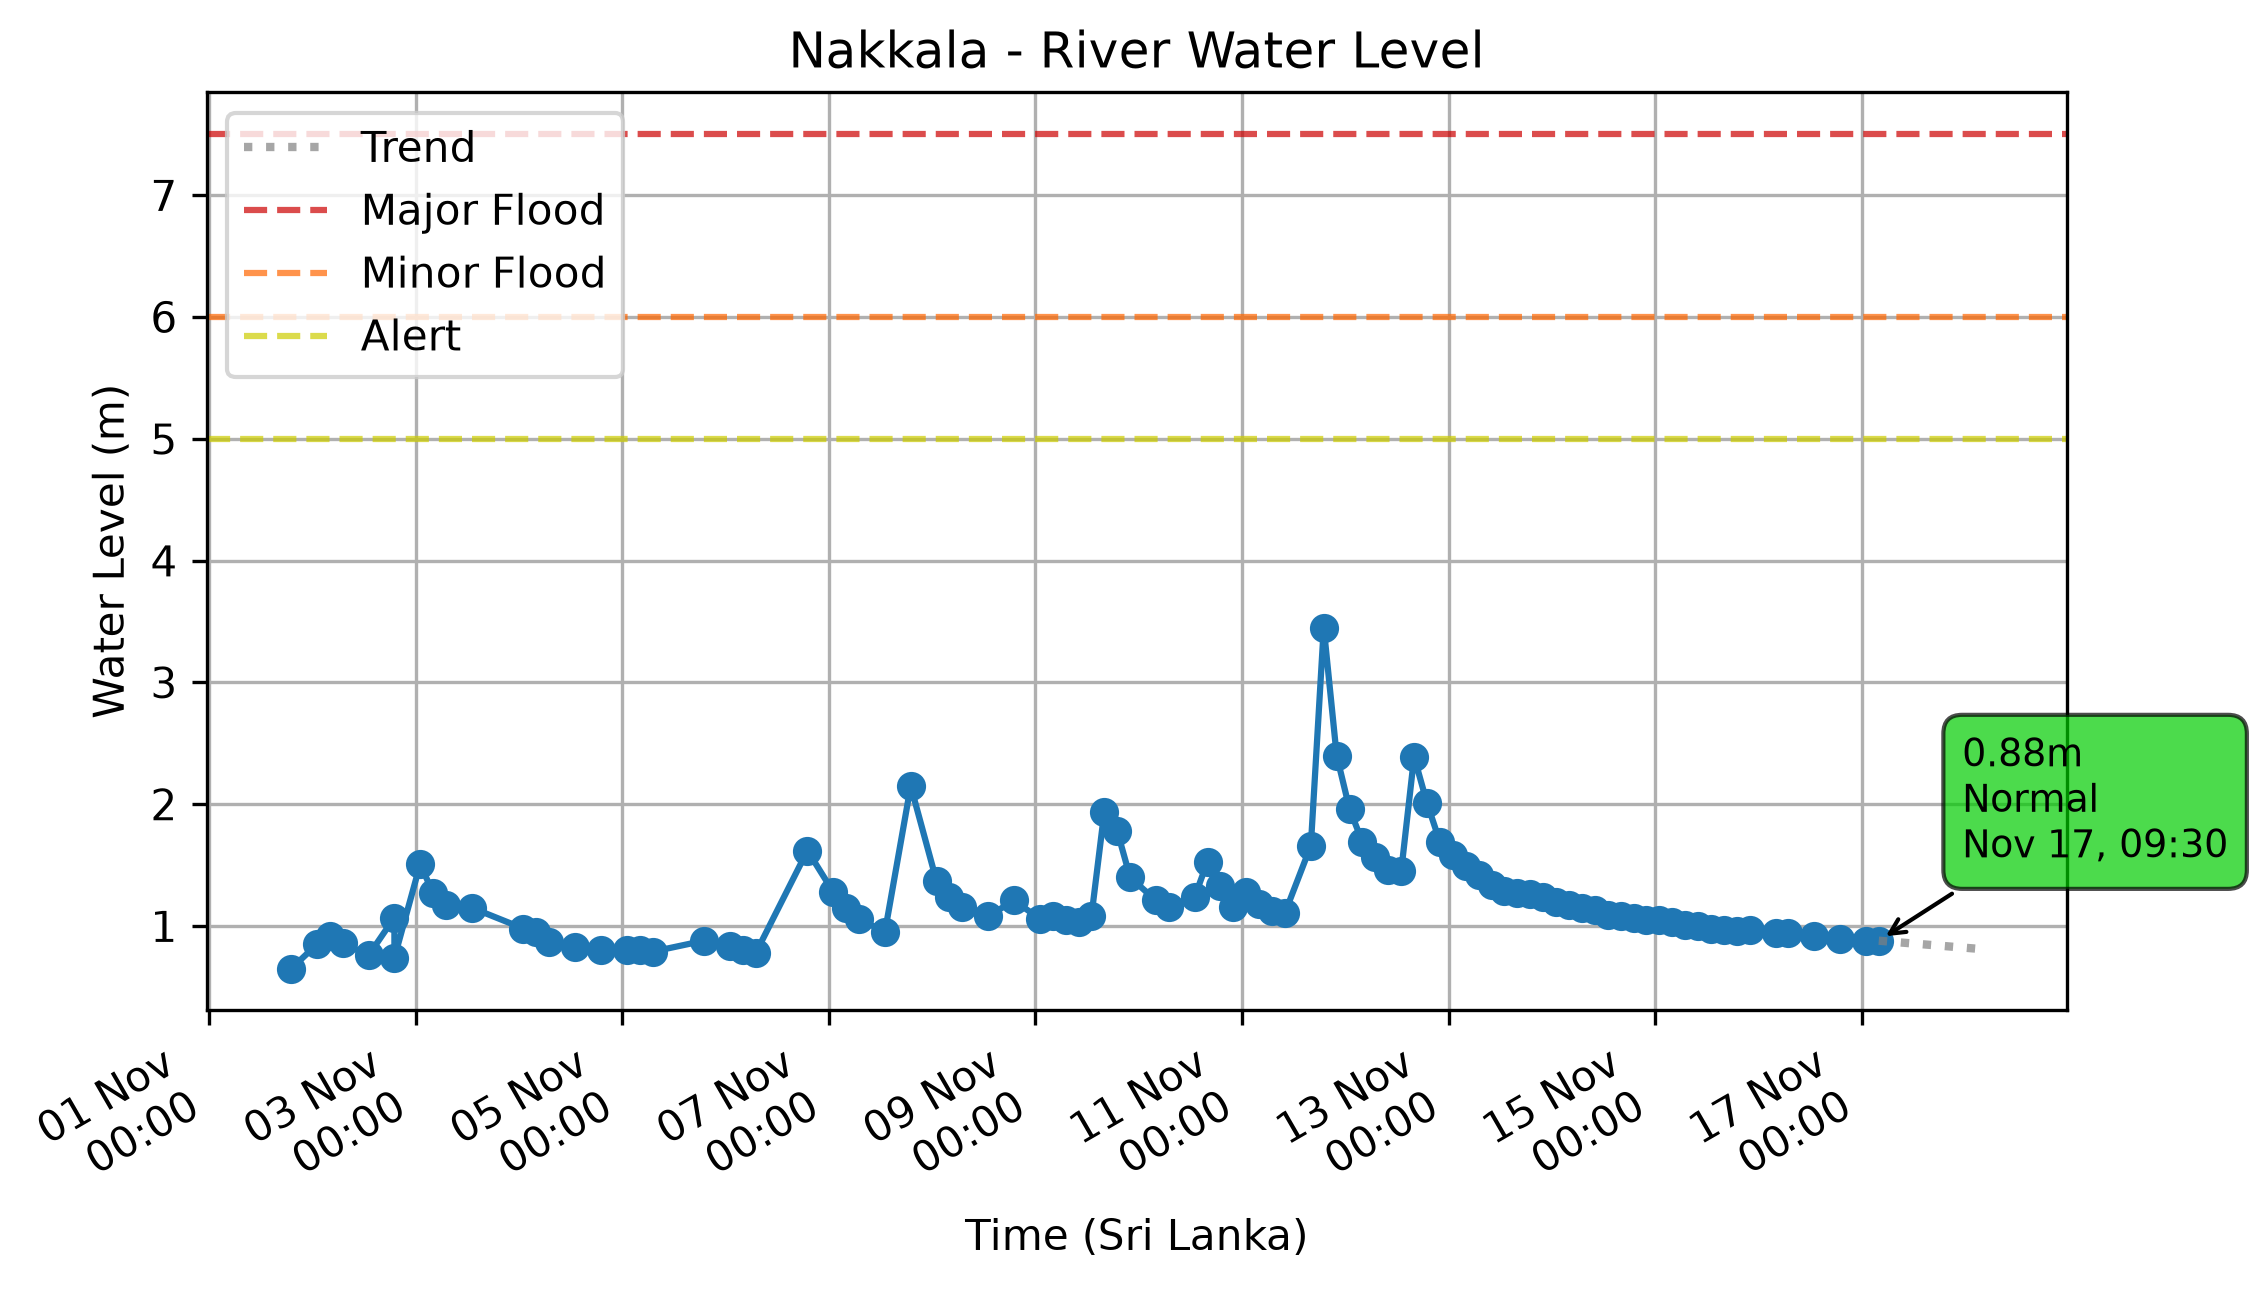 Nakkala - River Water Level
Trend
Major Flood
Minor Flood
Alert
Water Level (m)
7
6
5
4
3
2
1
0.88m
Normal
Nov 17, 09:30
01 Nov
00:00
03 Nov
00:00
05 Nov
00:00
07 Nov
00:00
09 Nov
00:00
11 Nov
00:00
13 Nov
00:00
15 Nov
00:00
17 Nov
00:00
Time (Sri Lanka)